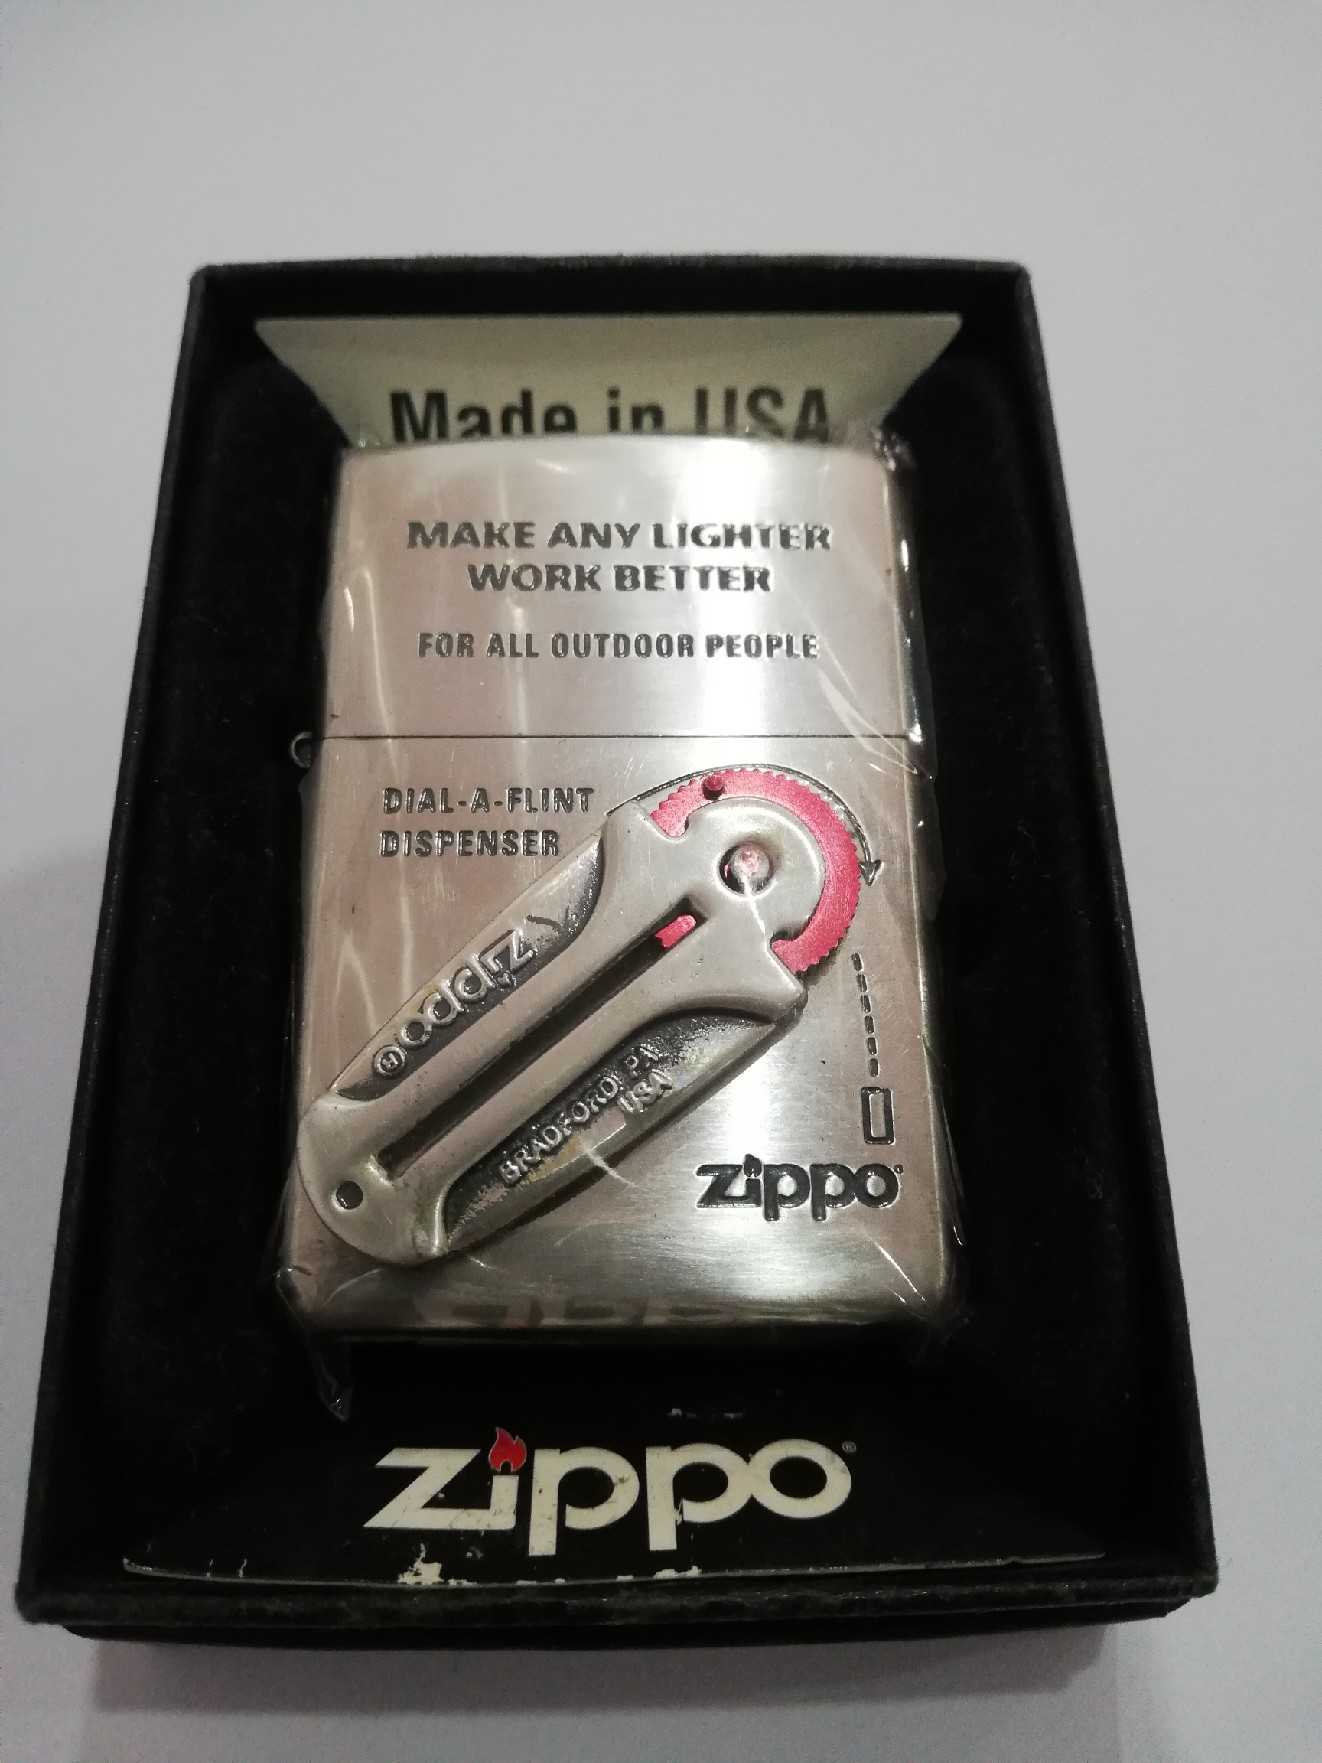 Made in USA
MAKE ANY LIGHTER
WORK BETTER
FOR ALL OUTDOOR PEOPLE
DIAL-A-FLINT
DISPENSER
zippo®
BRADFORD, PA
USA
zippo
zippo®